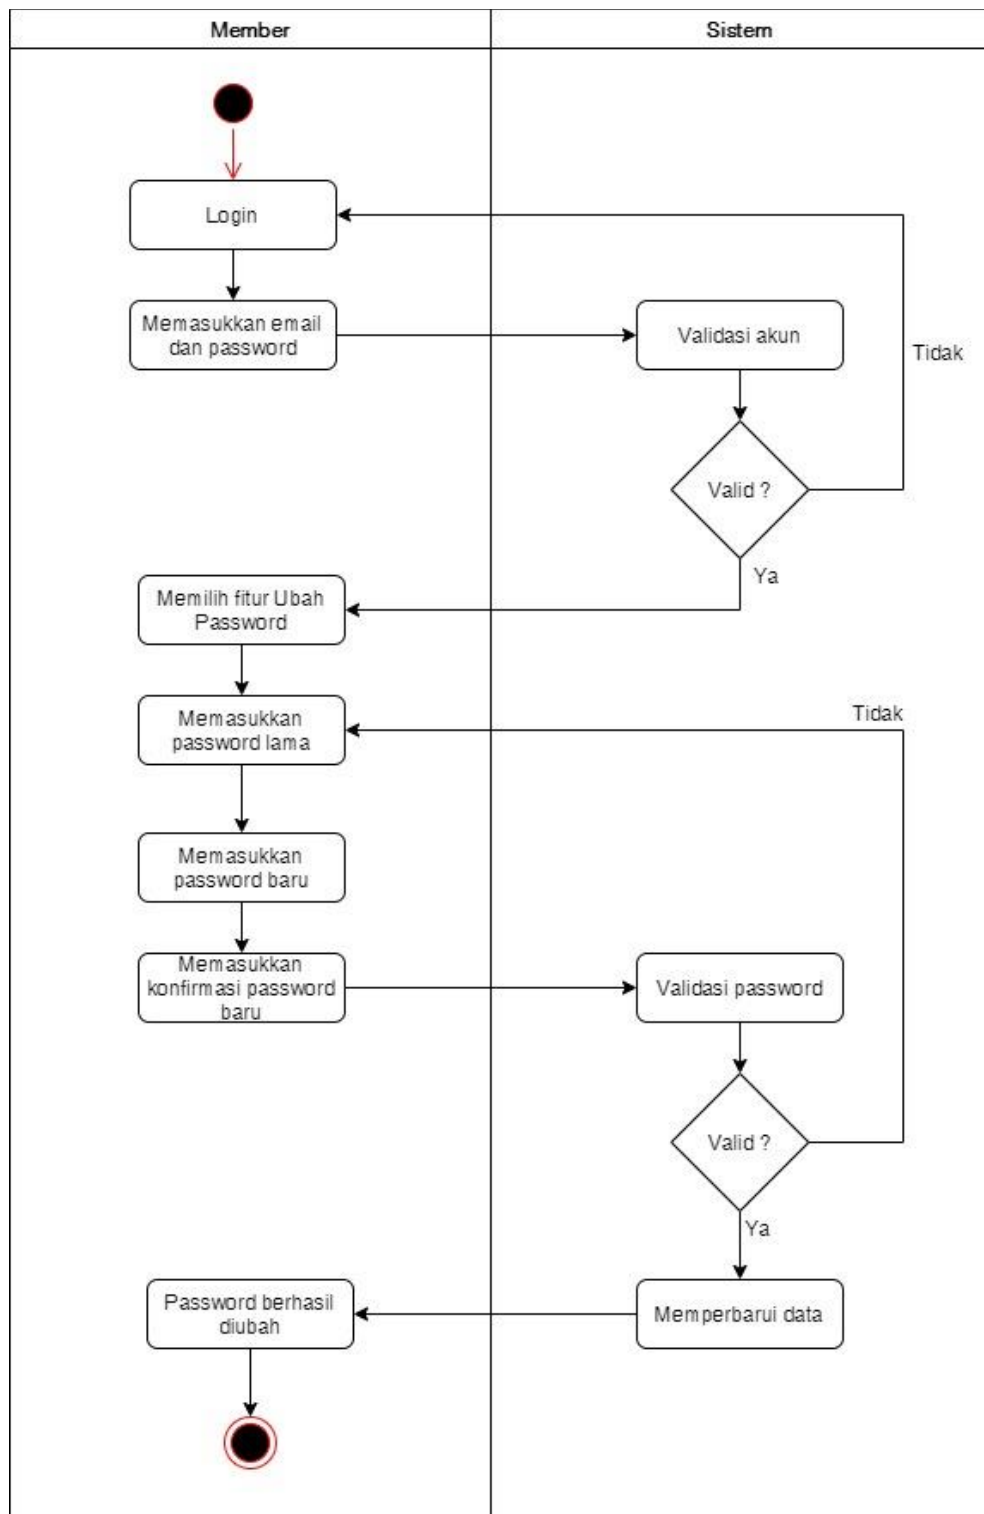 Member
Sistem
Login
Memasukkan email
dan password
Validasi akun
Tidak
Valid ?
Ya
Memilih fitur Ubah
Password
Memasukkan
password lama
Tidak
Memasukkan
password baru
Memasukkan
konfirmasi password
baru
Validasi password
Valid ?
Ya
Password berhasil
diubah
Memperbarui data